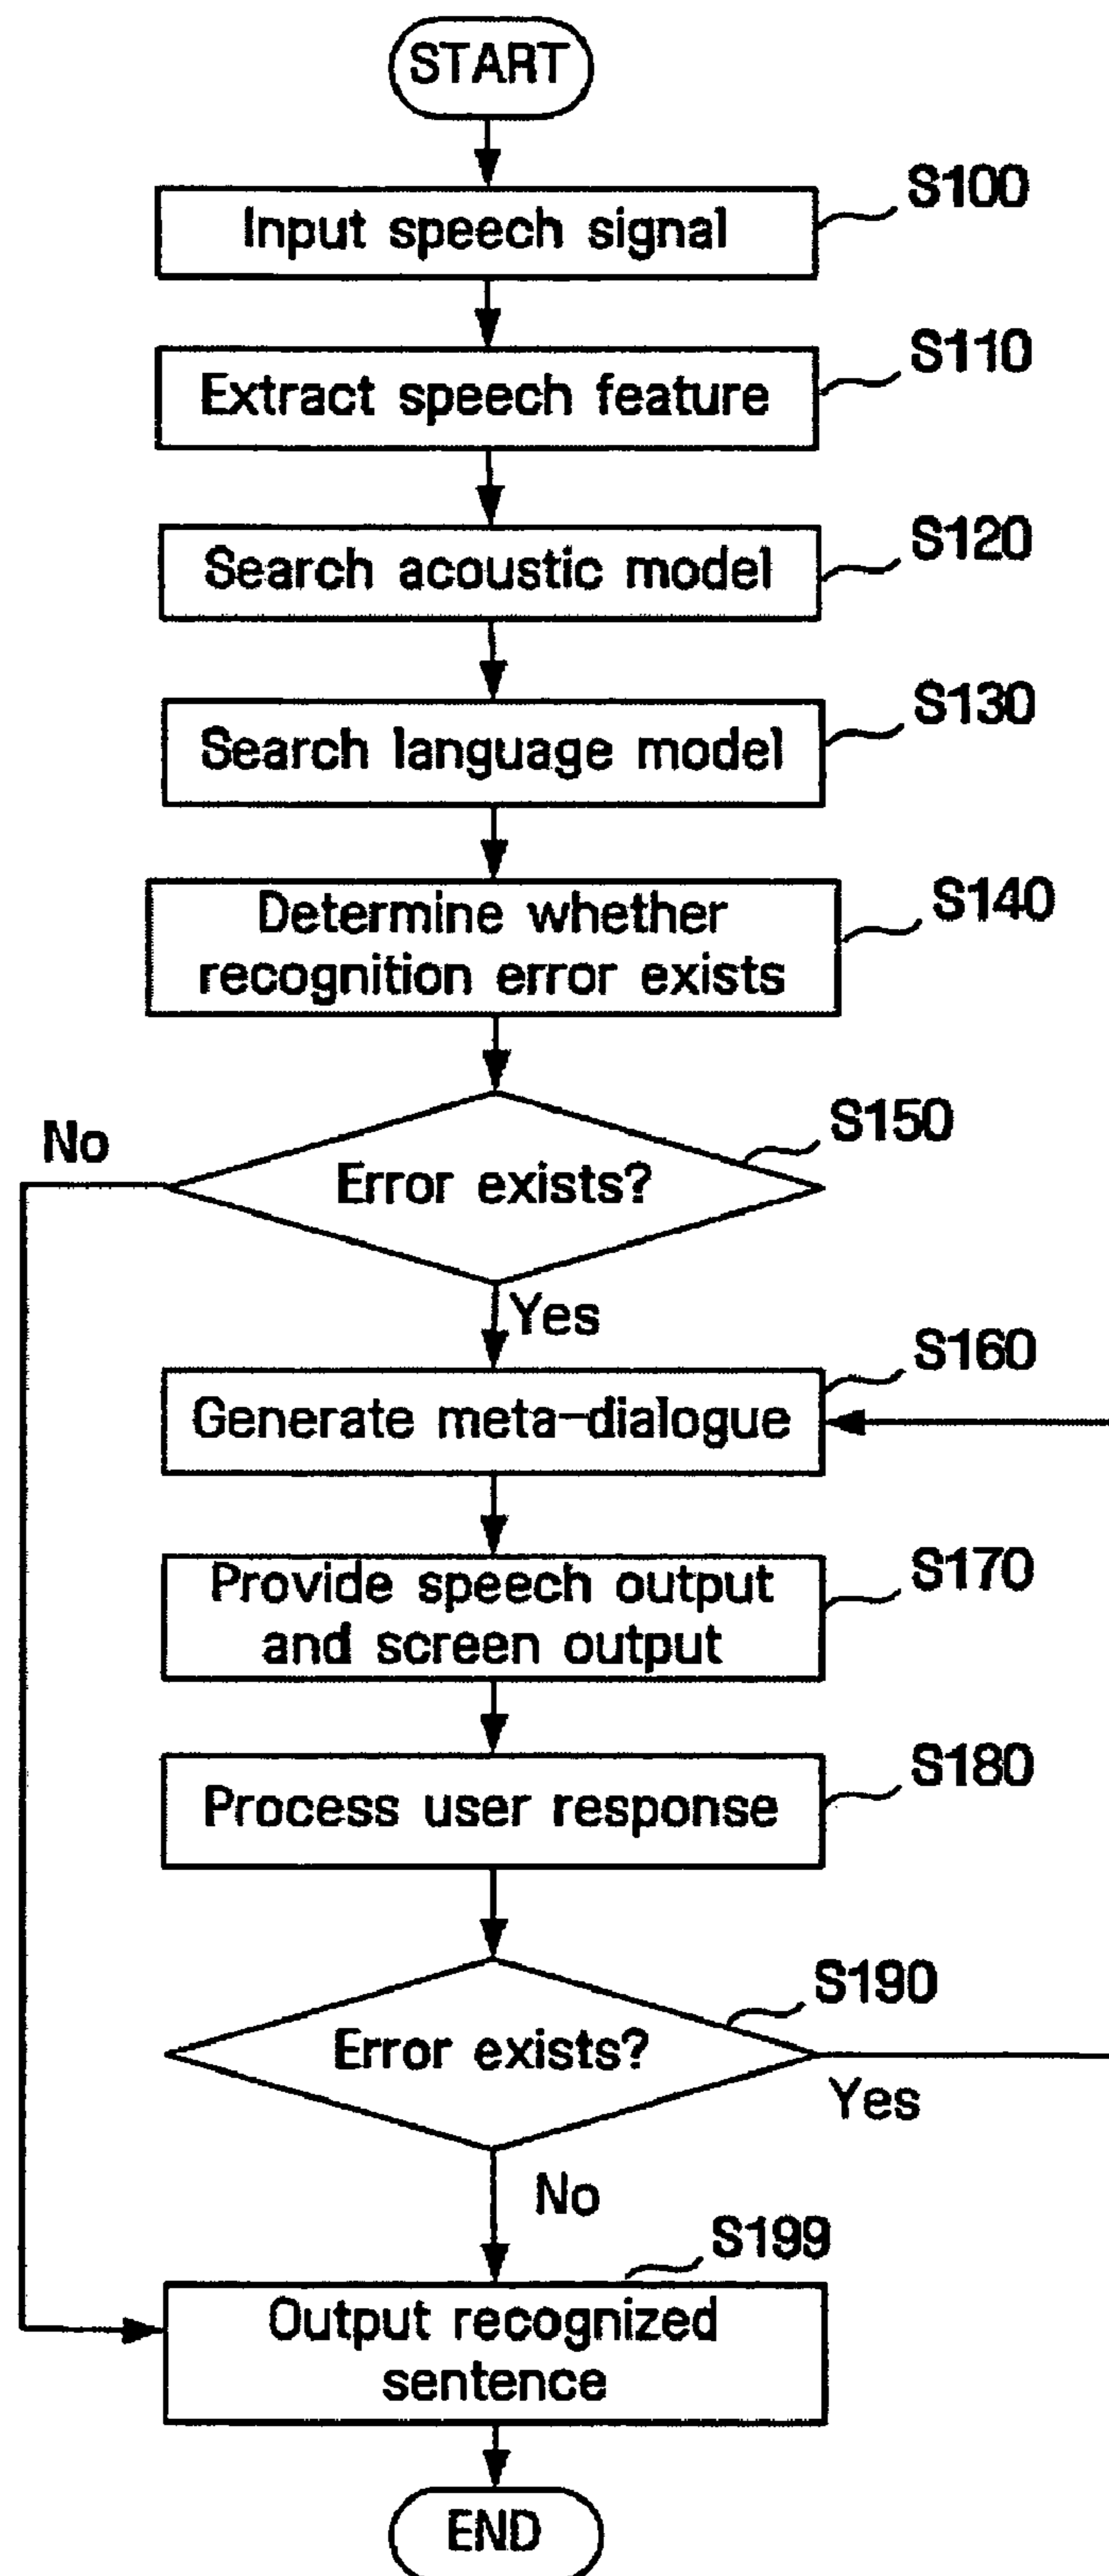 START
S100
Input speech signal
S110
Extract speech feature
S120
Search acoustic model
S130
Search language model
S140
Determine whether
recognition error exists
S150
No
Error exists?
Yes
S160
Generate meta-dialogue
S170
Provide speech output
and screen output
S180
Process user response
S190
Error exists?
Yes
No
S199
Output recognized
sentence
END